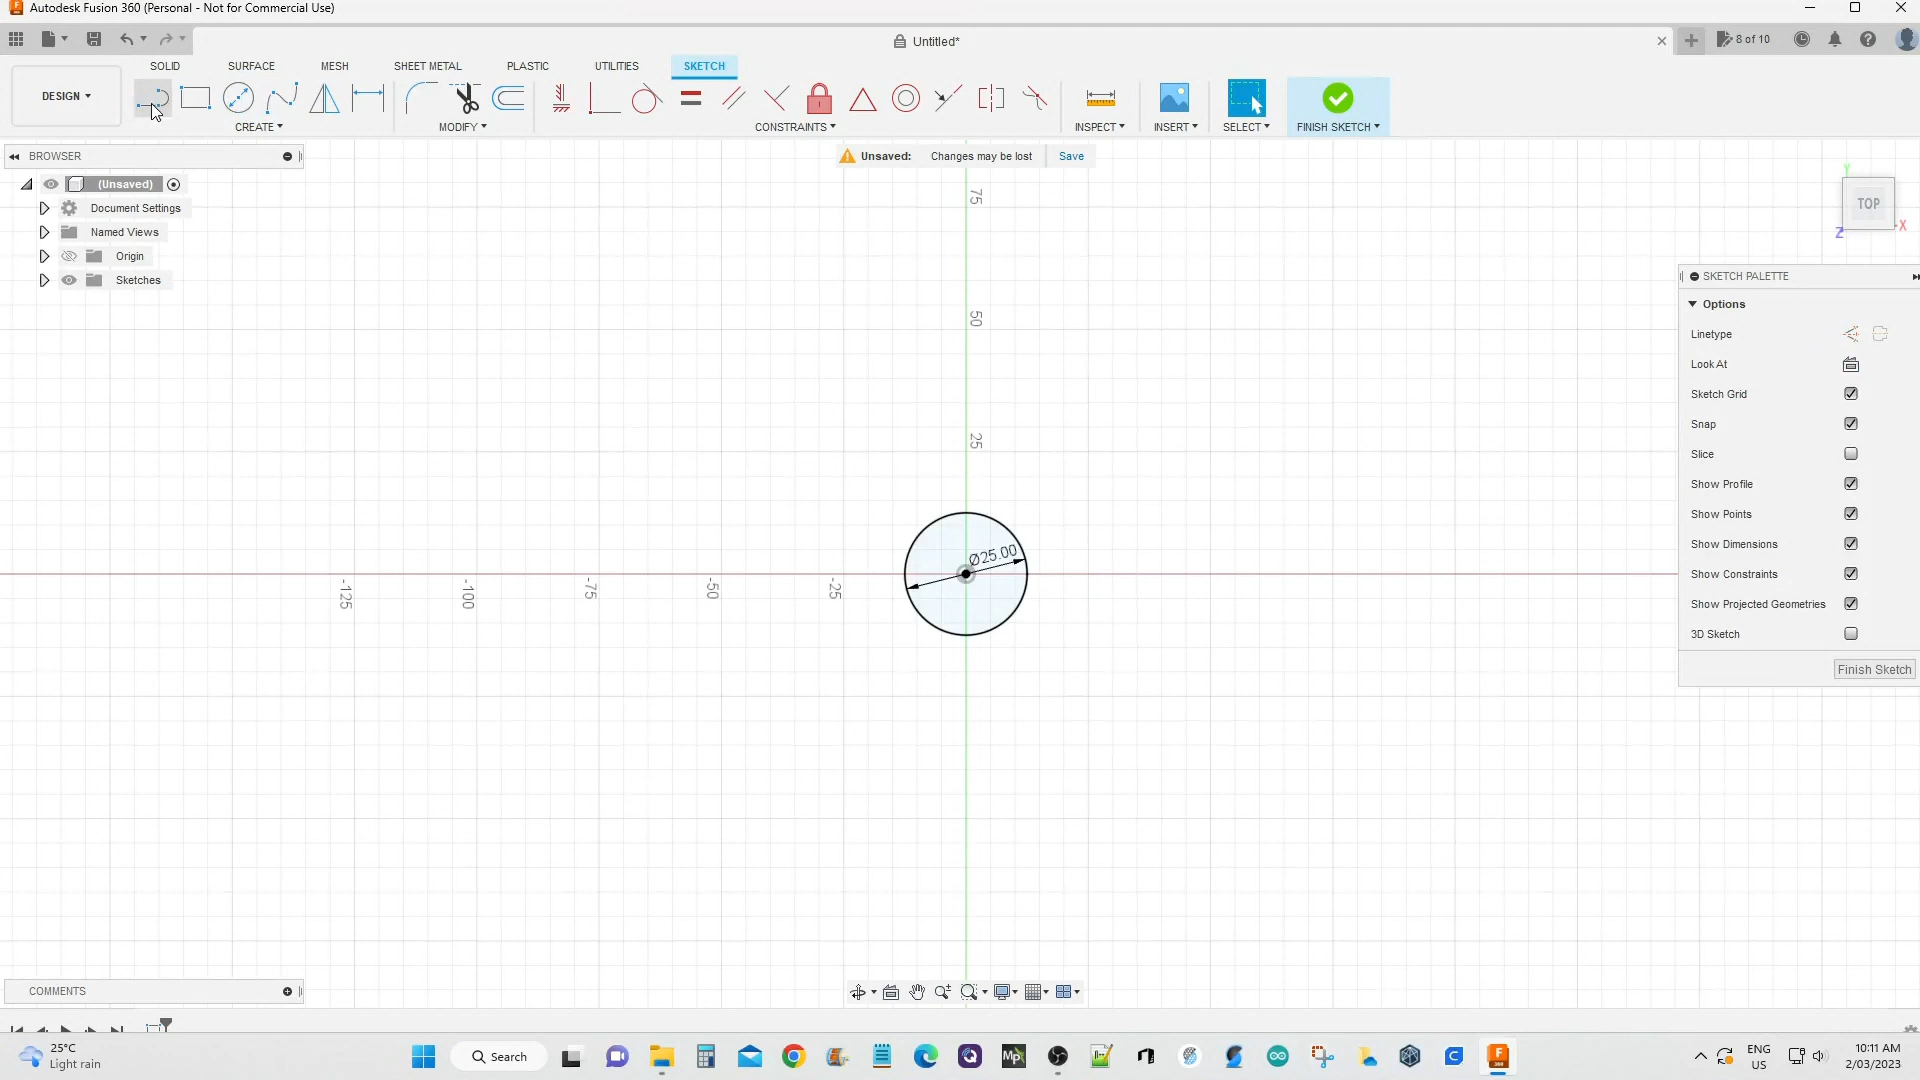 Autodesk Fusion 360 (Personal - Not for Commercial Use)
Untitled*
8 of 10
SOLID
SURFACE
MESH
SHEET METAL
PLASTIC
UTILITIES
SKETCH
DESIGN
CREATE
MODIFY
CONSTRAINTS
INSPECT
INSERT
SELECT
FINISH SKETCH
BROWSER
Unsaved:
Changes may be lost
Save
(Unsaved)
Document Settings
Named Views
Origin
Sketches
75
50
25
-125
-100
-75
-50
-25
Ø25.00
Y
TOP
X
Z
SKETCH PALETTE
Options
Linetype
Look At
Sketch Grid
Snap
Slice
Show Profile
Show Points
Show Dimensions
Show Constraints
Show Projected Geometries
3D Sketch
Finish Sketch
COMMENTS
25°C
Light rain
Search
ENG
US
10:11 AM
2/03/2023